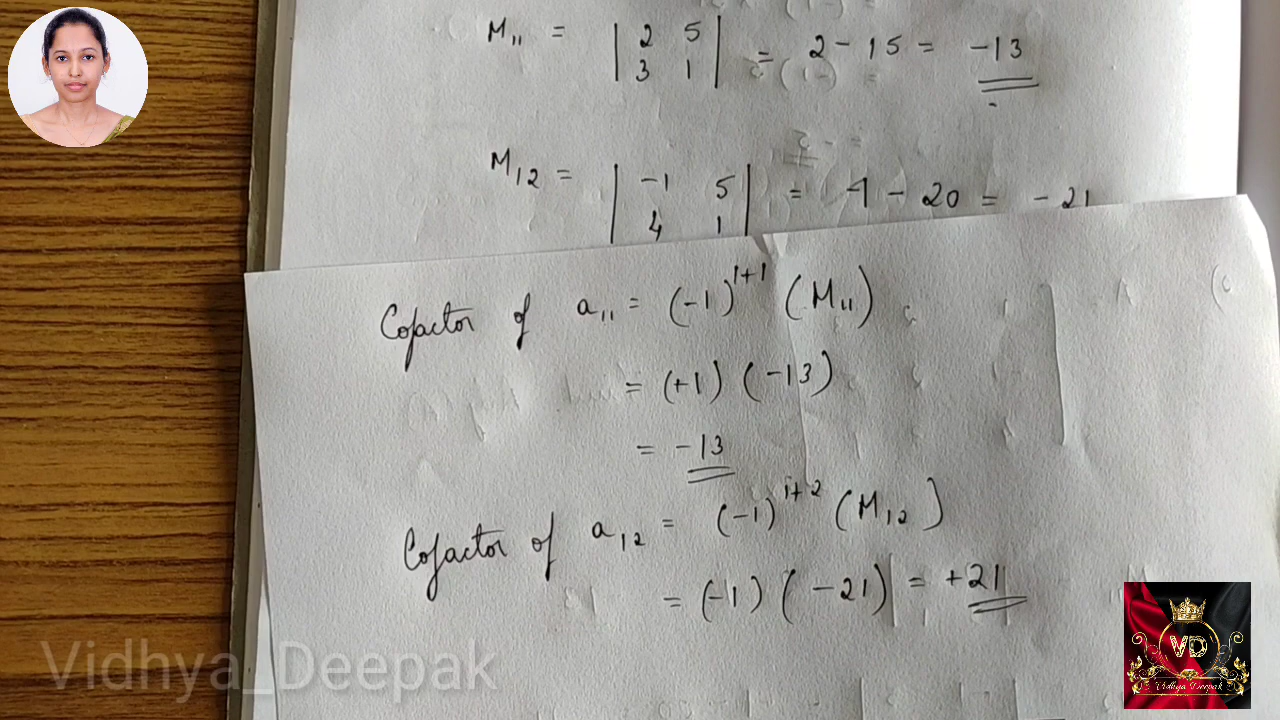 M₁₁ = | 2 5 | = 2 - 15 = -13
| 3 1 |
M₁₂ = | -1 5 | = -1 - 20 = -21
| 4 1 |
Cofactor of a₁₁ = (-1)¹⁺¹ (M₁₁)
= (+1) (-13)
= -13
Cofactor of a₁₂ = (-1)¹⁺² (M₁₂)
= (-1) (-21) = +21
Vidhya_Deepak
VD
Vidhya Deepak